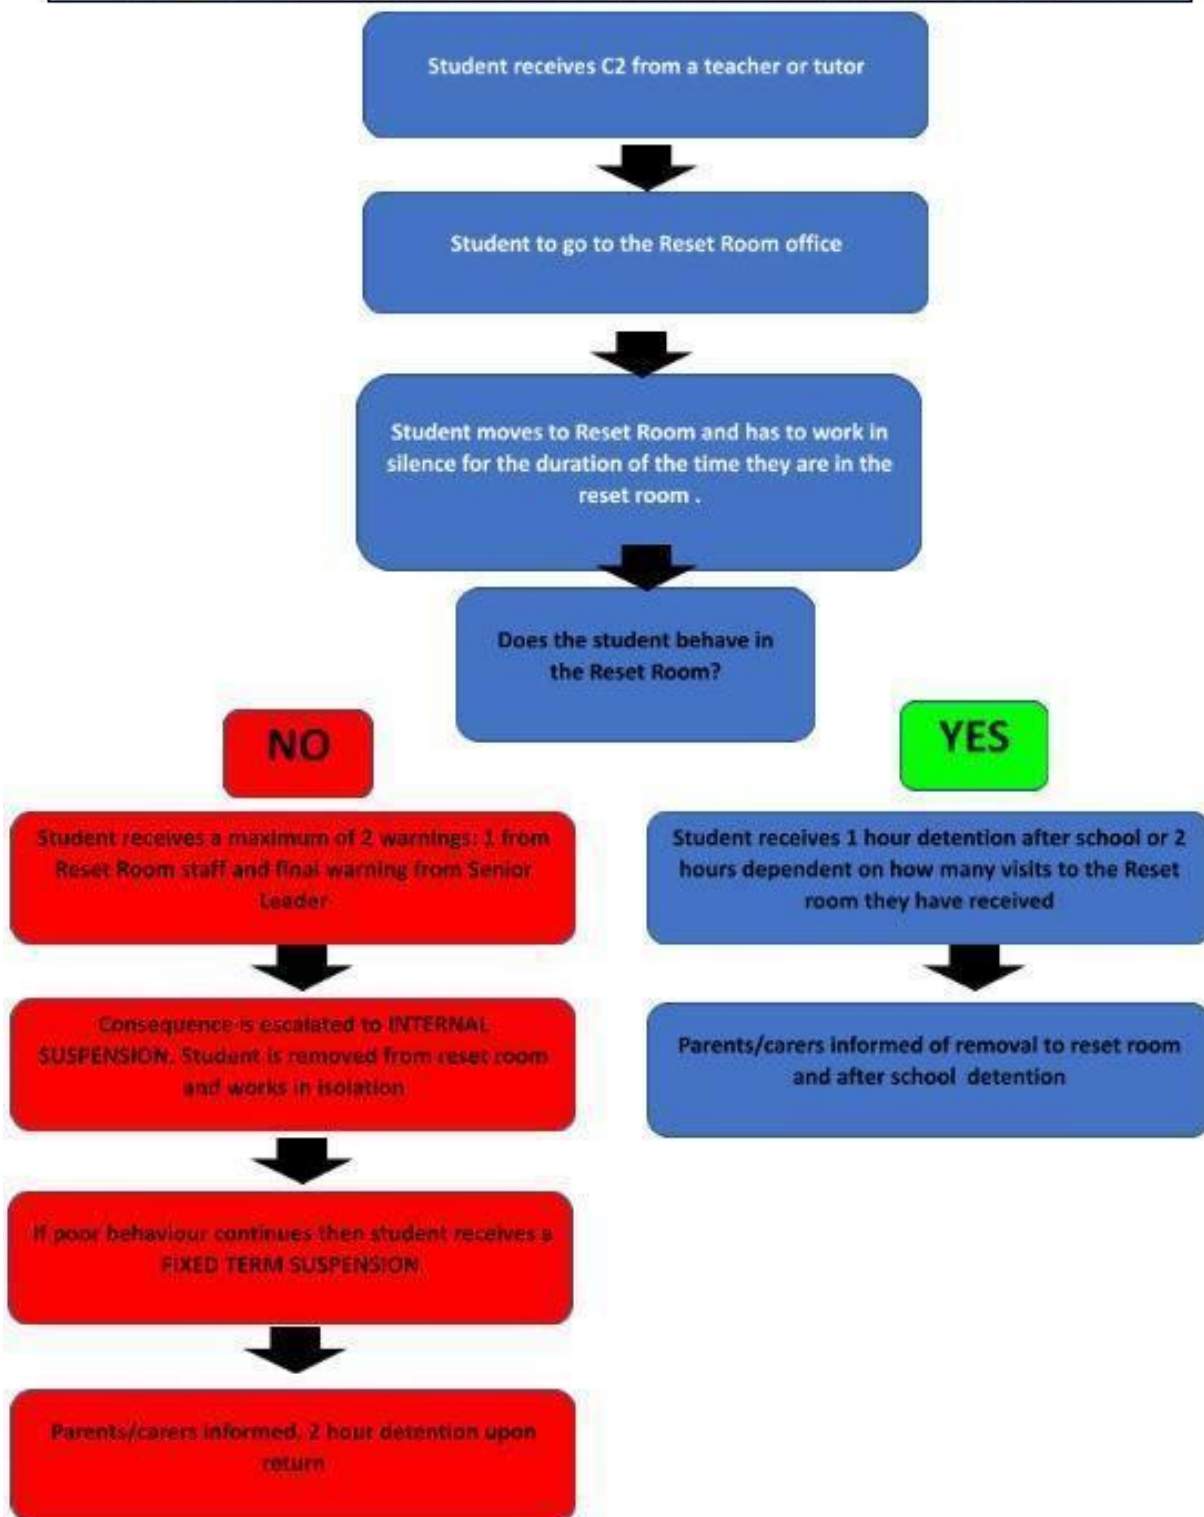 Student receives C2 from a teacher or tutor
Student to go to the Reset Room office
Student moves to Reset Room and has to work in
silence for the duration of the time they are in the
reset room .
Does the student behave in
the Reset Room?
NO
YES
Student receives a maximum of 2 warnings: 1 from
Reset Room staff and final warning from Senior
Leader
Consequence is escalated to INTERNAL
SUSPENSION. Student is removed from reset room
and works in isolation
If poor behaviour continues then student receives a
FIXED TERM SUSPENSION
Parents/carers informed. 2 hour detention upon
return
Student receives 1 hour detention after school or 2
hours dependent on how many visits to the Reset
room they have received
Parents/carers informed of removal to reset room
and after school detention